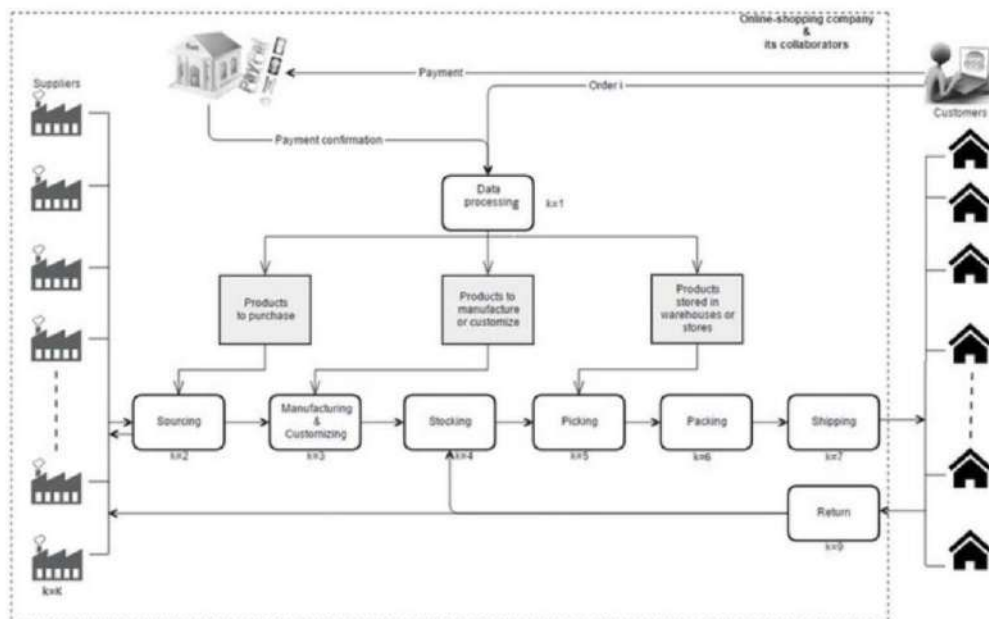 Online-shopping company
&
its collaborators
Payment
Order i
Suppliers
Customers
Payment confirmation
Data
processing
k=1
Products
to purchase
Products to
manufacture
or customize
Products
stored in
warehouses or
stores
Sourcing
Manufacturing
&
Customizing
Stocking
Picking
Packing
Shipping
k=2
k=3
k=4
k=5
k=6
k=7
Return
k=9
k=K